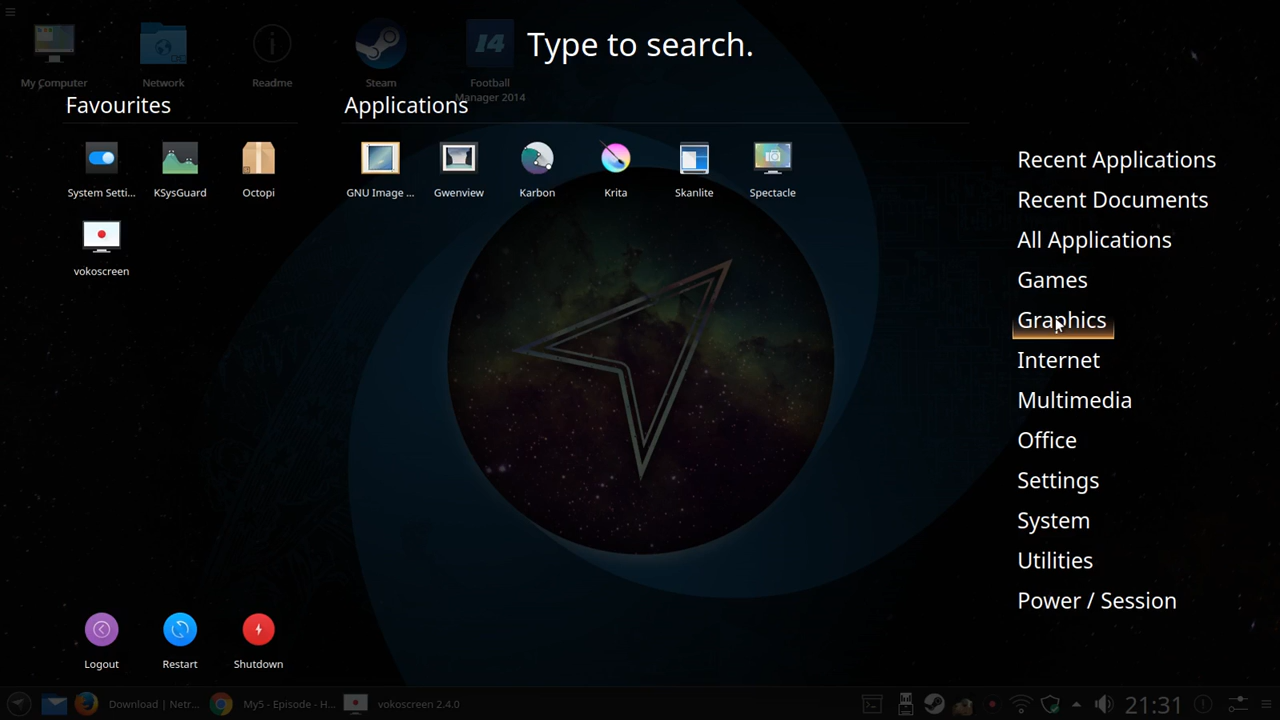 Type to search.
My Computer
Network
Readme
Steam
Football
Manager 2014
14
Favourites
Applications
System Setti...
KSysGuard
Octopi
vokoscreen
GNU Image ...
Gwenview
Karbon
Krita
Skanlite
Spectacle
Recent Applications
Recent Documents
All Applications
Games
Graphics
Internet
Multimedia
Office
Settings
System
Utilities
Power / Session
Logout
Restart
Shutdown
Download | Netr...
My5 - Episode - H...
vokoscreen 2.4.0
21:31